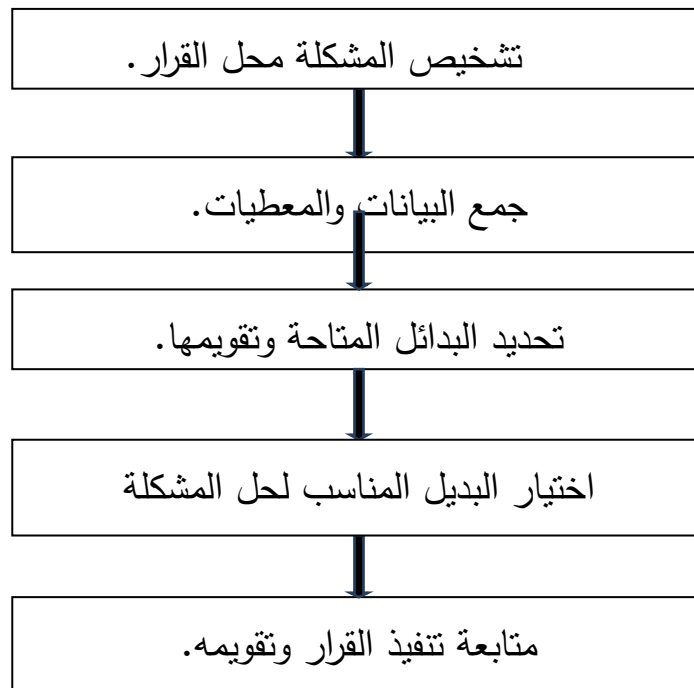 تشخيص المشكلة محل القرار.
جمع البيانات والمعطيات.
تحديد البدائل المتاحة وتقويمها.
اختيار البديل المناسب لحل المشكلة
متابعة تنفيذ القرار وتقويمه.